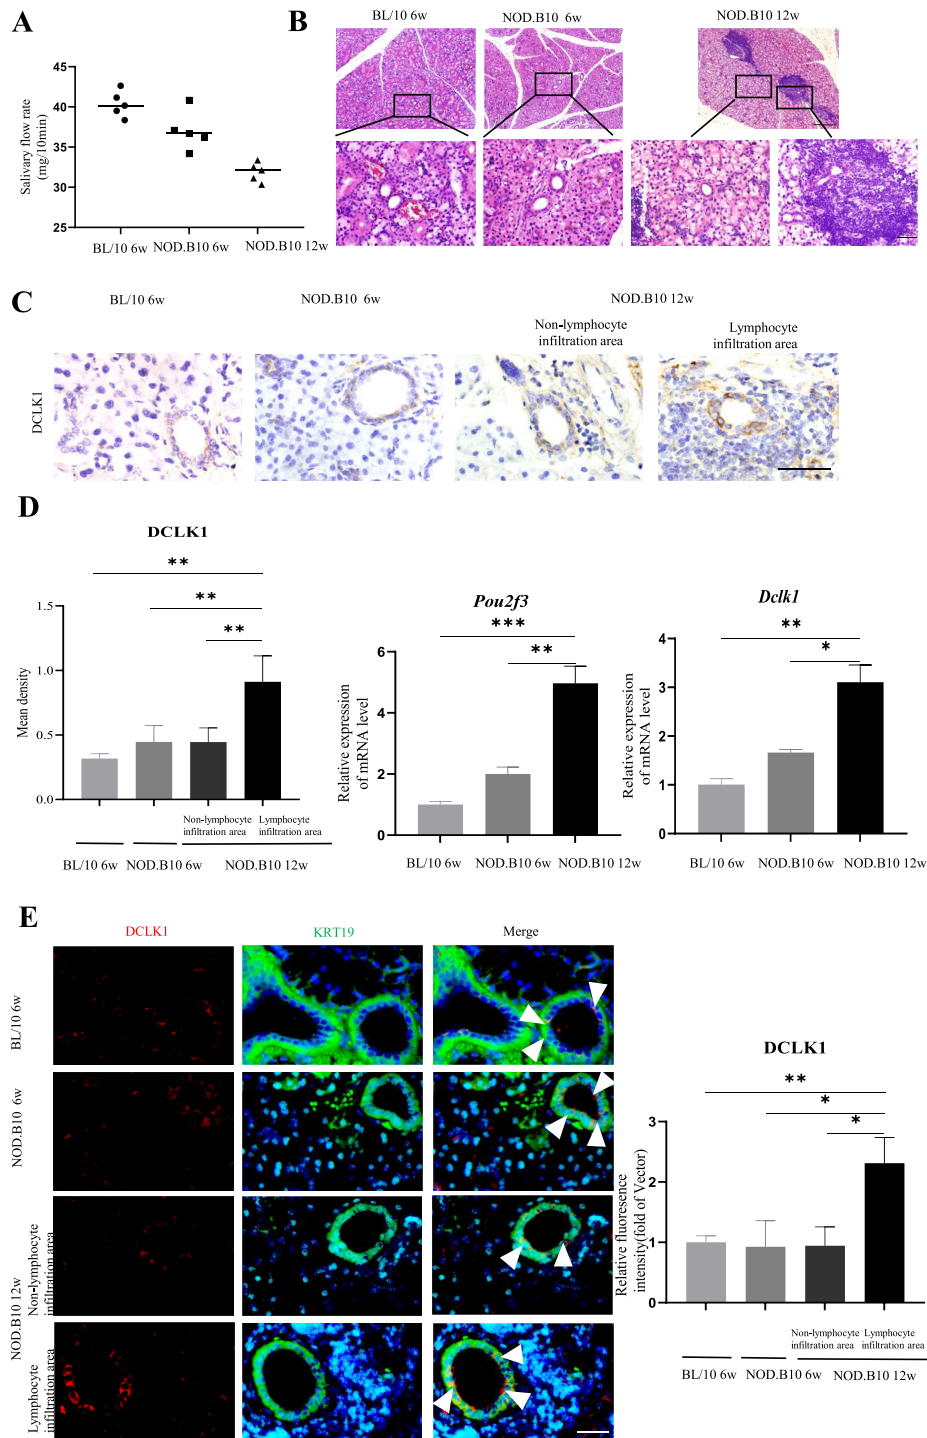 A
Salivary flow rate
(mg/10min)
45
40
35
30
25
BL/10 6w
NOD.B10 6w
NOD.B10 12w
B
BL/10 6w
NOD.B10 6w
NOD.B10 12w
C
BL/10 6w
NOD.B10 6w
NOD.B10 12w
Non-lymphocyte
infiltration area
Lymphocyte
infiltration area
DCLK1
D
DCLK1
**
**
**
Mean density
1.5
1.0
0.5
0.0
Non-lymphocyte
infiltration area
Lymphocyte
infiltration area
BL/10 6w
NOD.B10 6w
NOD.B10 12w
Pou2f3
***
**
Relative expression
of mRNA level
6
4
2
0
BL/10 6w
NOD.B10 6w
NOD.B10 12w
Dclk1
**
*
Relative expression
of mRNA level
4
3
2
1
0
BL/10 6w
NOD.B10 6w
NOD.B10 12w
E
DCLK1
KRT19
Merge
BL/10 6w
NOD.B10 6w
NOD.B10 12w
Non-lymphocyte
infiltration area
Lymphocyte
infiltration area
DCLK1
**
*
*
Relative fluoresence
intensity(fold of Vector)
3
2
1
0
Non-lymphocyte
infiltration area
Lymphocyte
infiltration area
BL/10 6w
NOD.B10 6w
NOD.B10 12w